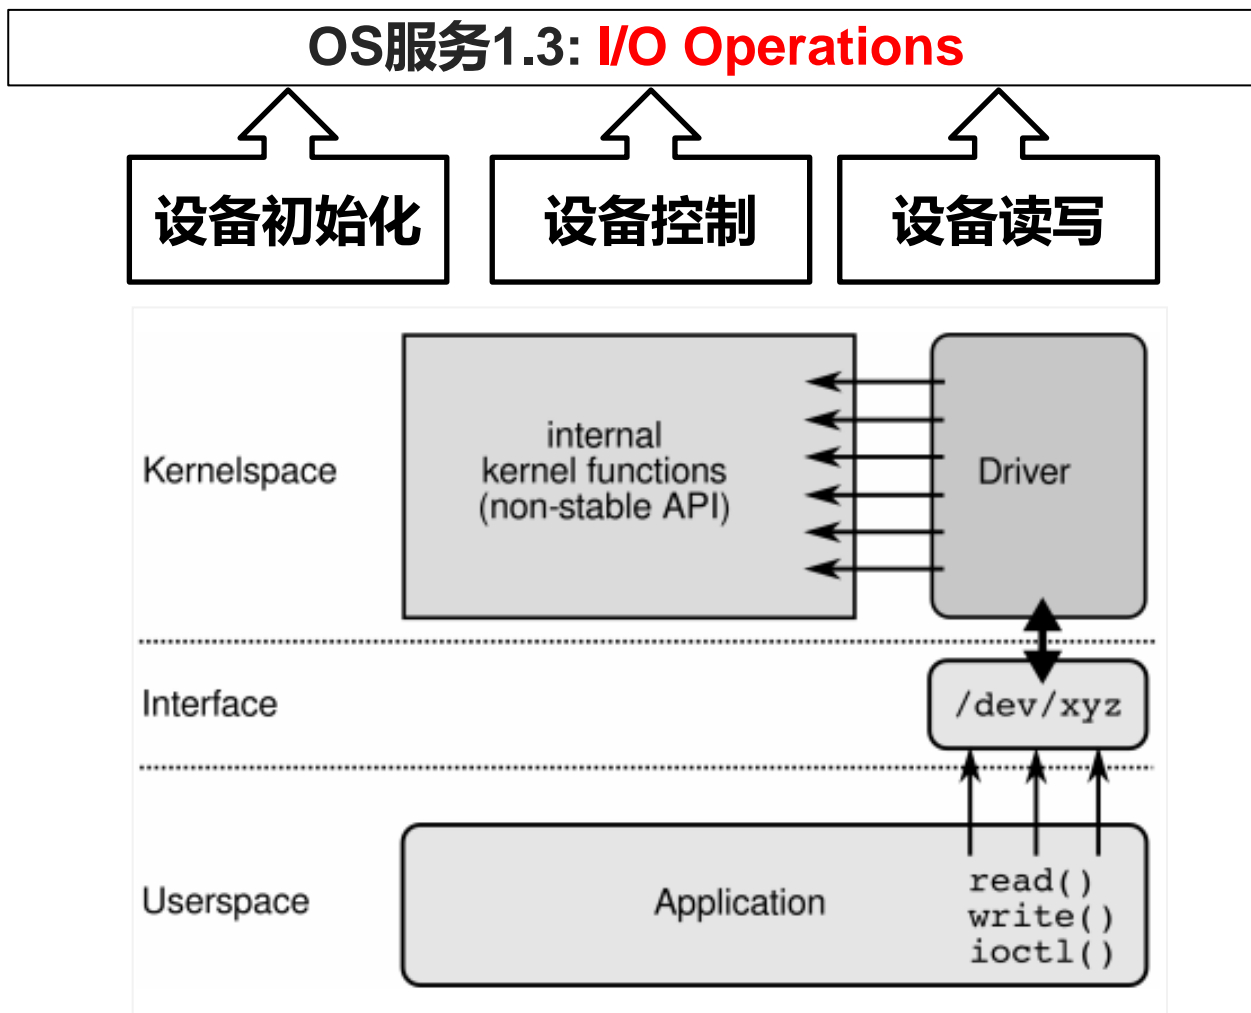 OS服务1.3: I/O Operations
设备初始化
设备控制
设备读写
Kernelspace
internal
kernel functions
(non-stable API)
Driver
Interface
/dev/xyz
Userspace
Application
read()
write()
ioctl()